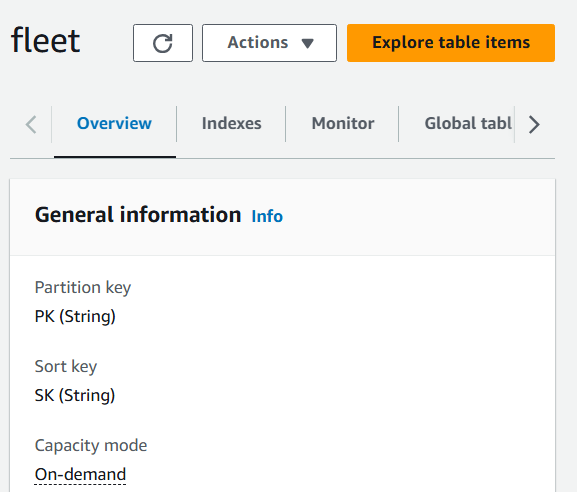 fleet
Actions
Explore table items
Overview
Indexes
Monitor
Global tabl
General information Info
Partition key
PK (String)
Sort key
SK (String)
Capacity mode
On-demand